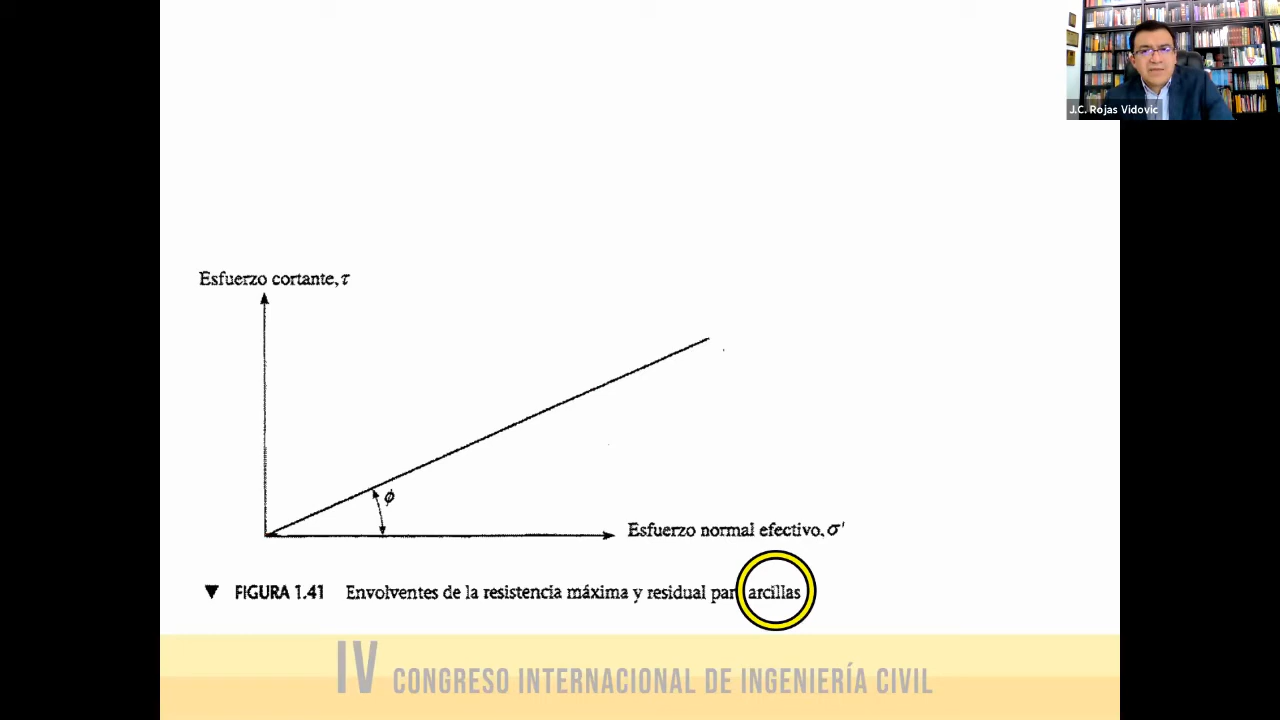 J.C. Rojas Vidovic
Esfuerzo cortante, τ
ϕ
Esfuerzo normal efectivo, σ'
▼ FIGURA 1.41 Envolventes de la resistencia máxima y residual par arcillas
IV CONGRESO INTERNACIONAL DE INGENIERÍA CIVIL